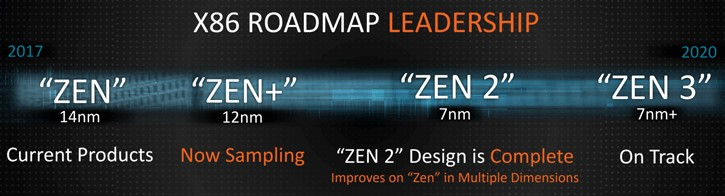 X86 ROADMAP LEADERSHIP
2017 2020
“ZEN” “ZEN+” “ZEN 2” “ZEN 3”
14nm 12nm 7nm 7nm+
Current Products Now Sampling “ZEN 2” Design is Complete On Track
Improves on “Zen” in Multiple Dimensions